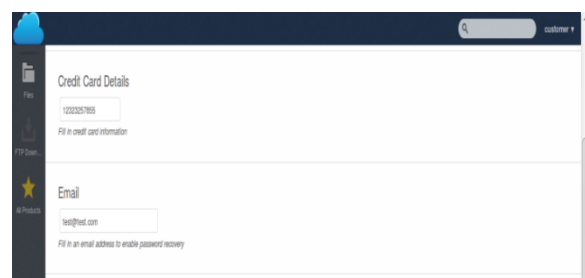 customer ▾
Files
FTP Down...
All Products
Credit Card Details
12323257855
Fill in credit card information
Email
test@test.com
Fill in an email address to enable password recovery